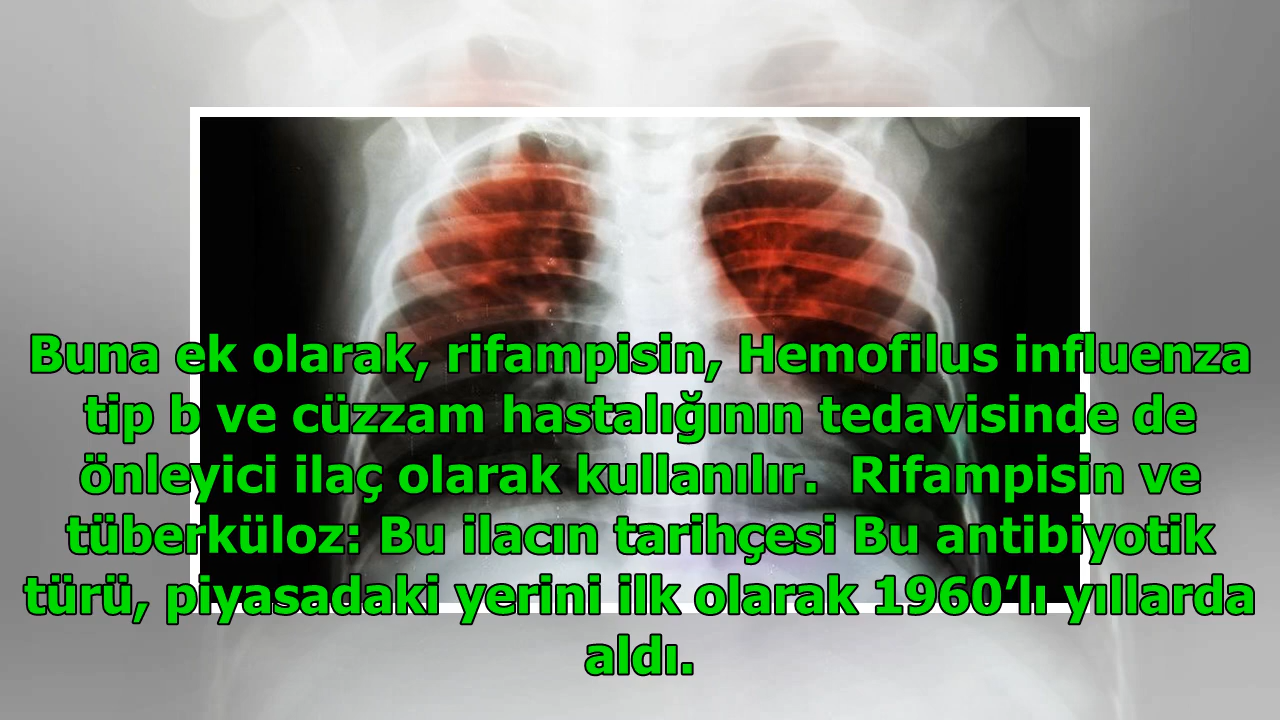 Buna ek olarak, rifampisin, Hemofilus influenza
tip b ve cüzzam hastalığının tedavisinde de
önleyici ilaç olarak kullanılır.  Rifampisin ve
tüberküloz: Bu ilacın tarihçesi Bu antibiyotik
türü, piyasadaki yerini ilk olarak 1960’lı yıllarda
aldı.